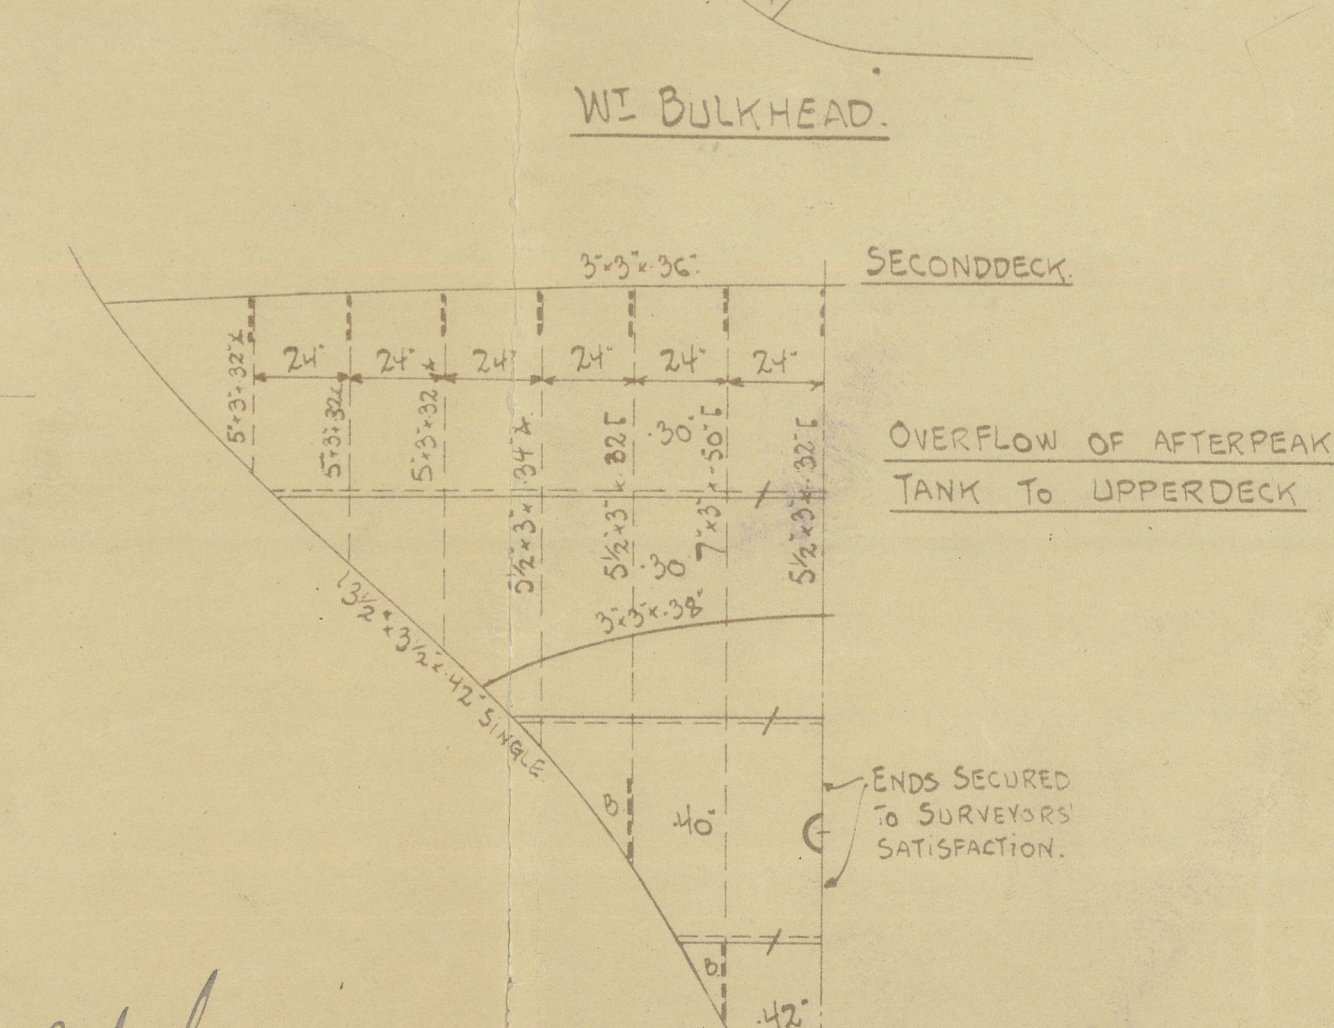 WT BULKHEAD.
3"×3"×.36"
SECONDDECK.
24" 24" 24" 24" 24" 24"
5"×3"×.32"
5"×3"×.32
5"×3"×.32
5½"×3"×.34"
5½"×3"×.32 [
7"×3"×.50" [
5½"×3"×.32" [
.30"
OVERFLOW OF AFTERPEAK
TANK TO UPPERDECK
.30
3"×3"×.38"
3½"×3½"×.42" SINGLE
B
.40"
ENDS SECURED
TO SURVEYORS'
SATISFACTION.
B
.42"